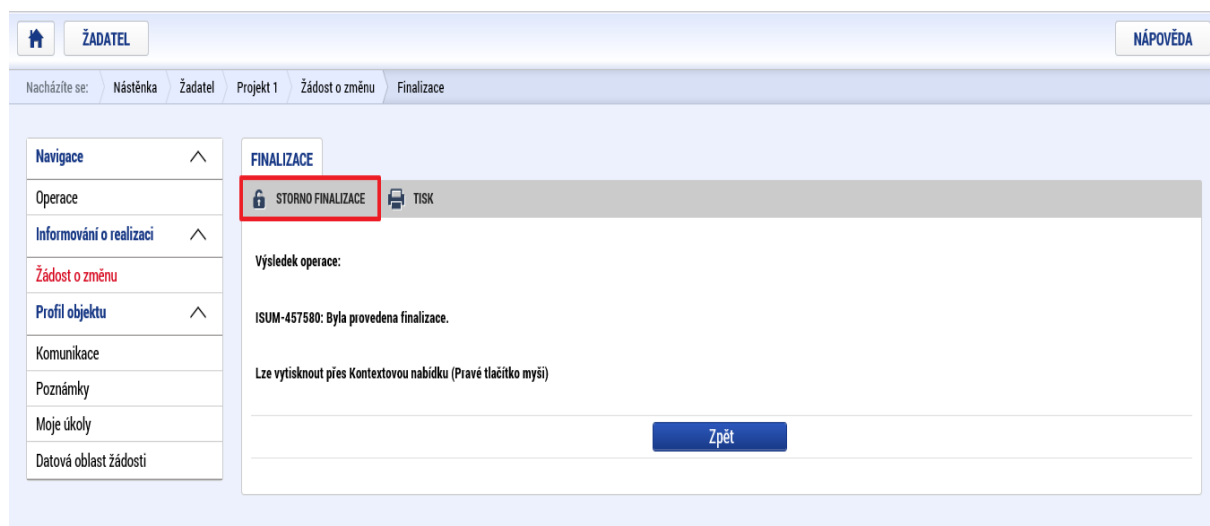 ŽADATEL
NÁPOVĚDA
Nacházíte se: Nástěnka Žadatel Projekt 1 Žádost o změnu Finalizace
Navigace
Operace
Informování o realizaci
Žádost o změnu
Profil objektu
Komunikace
Poznámky
Moje úkoly
Datová oblast žádosti
FINALIZACE
STORNO FINALIZACE TISK
Výsledek operace:
ISUM-457580: Byla provedena finalizace.
Lze vytisknout přes Kontextovou nabídku (Pravé tlačítko myši)
Zpět